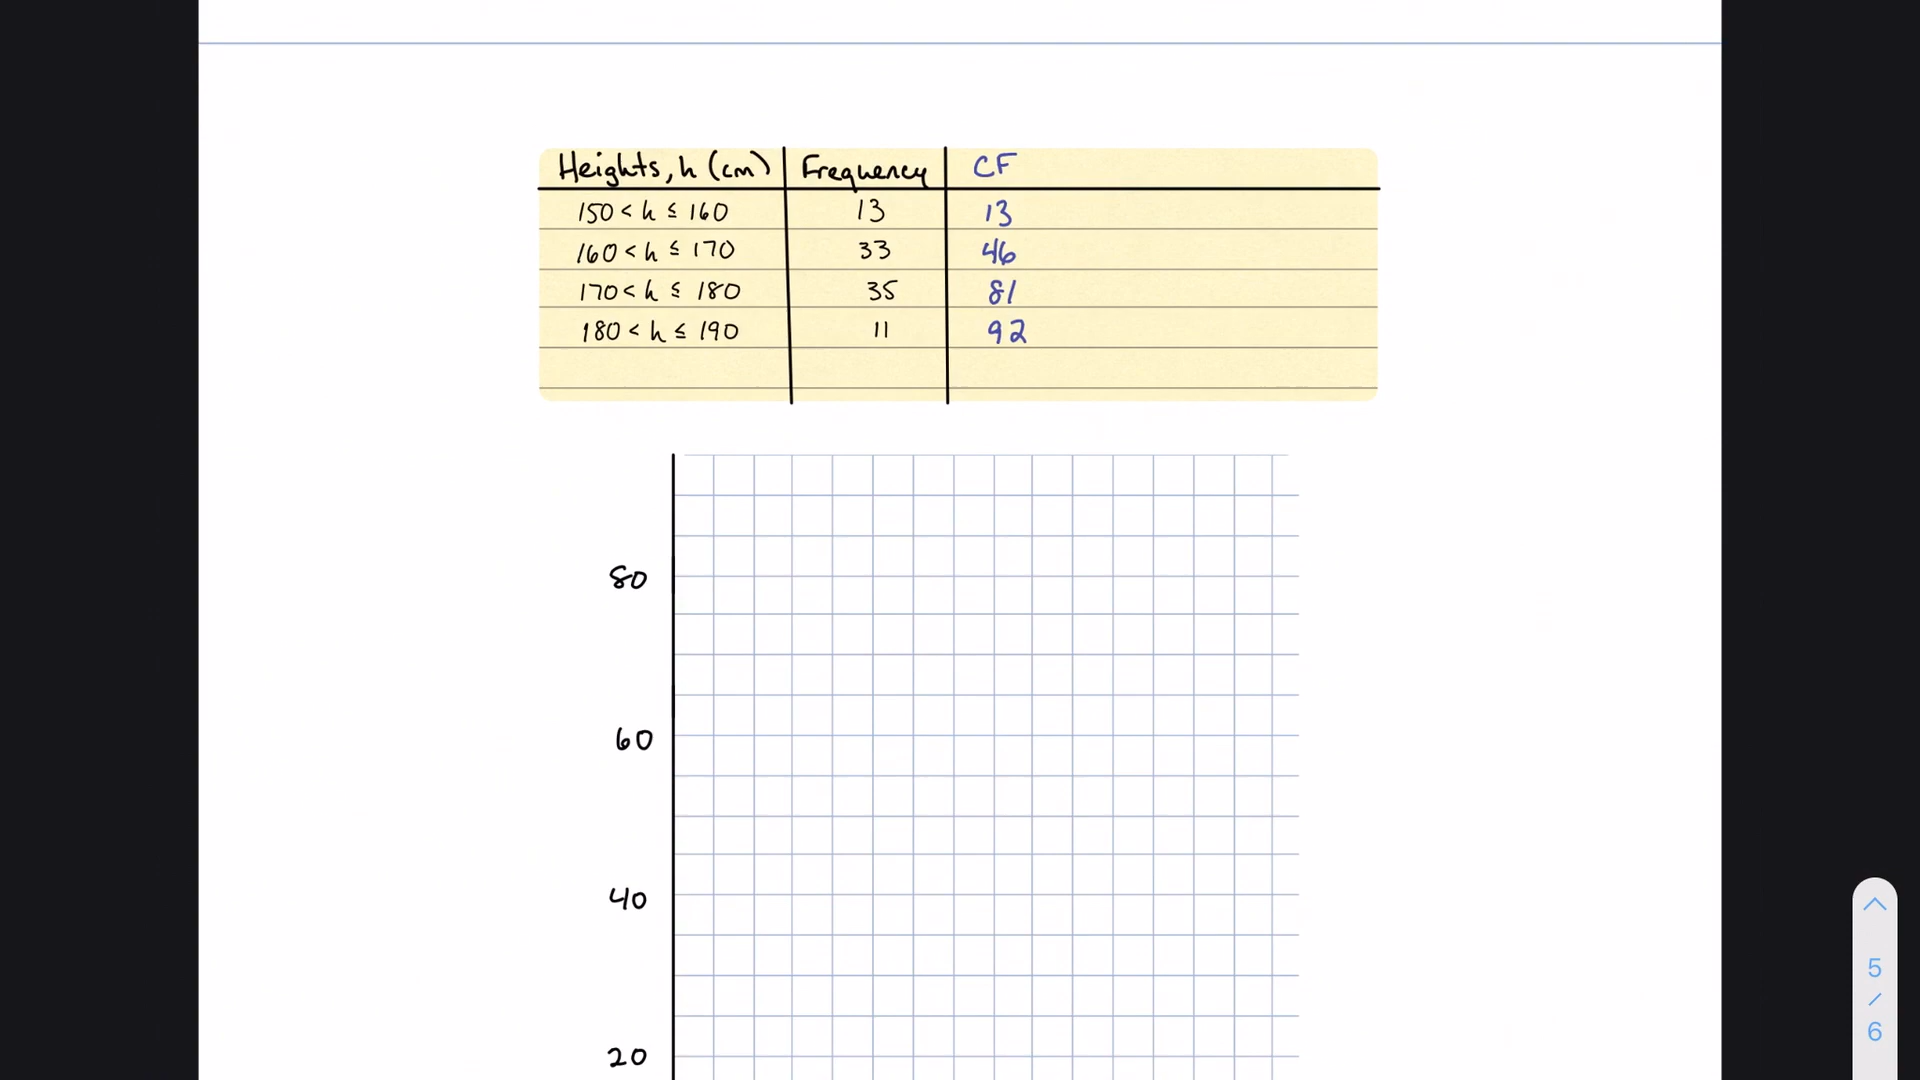 Heights, h (cm) Frequency CF
150 < h ≤ 160 13 13
160 < h ≤ 170 33 46
170 < h ≤ 180 35 81
180 < h ≤ 190 11 92
80
60
40
20
5
/
6